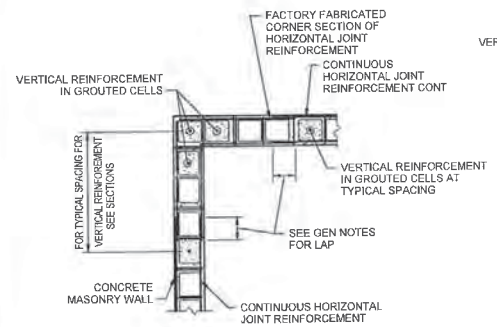 FACTORY FABRICATED
CORNER SECTION OF
HORIZONTAL JOINT
REINFORCEMENT
VER
CONTINUOUS
HORIZONTAL JOINT
REINFORCEMENT CONT
VERTICAL REINFORCEMENT
IN GROUTED CELLS
FOR TYPICAL SPACING FOR
VERTICAL REINFORCEMENT
SEE SECTIONS
VERTICAL REINFORCEMENT
IN GROUTED CELLS AT
TYPICAL SPACING
SEE GEN NOTES
FOR LAP
CONCRETE
MASONRY WALL
CONTINUOUS HORIZONTAL
JOINT REINFORCEMENT